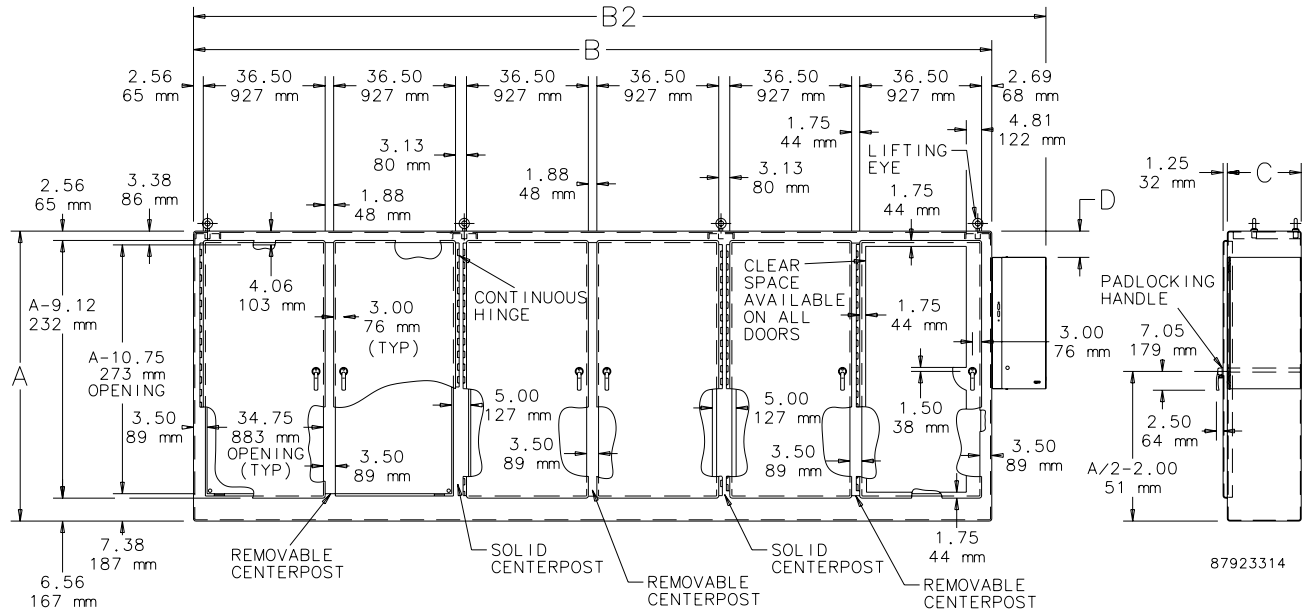 B2
B
2.56
65 mm
36.50
927 mm
36.50
927 mm
36.50
927 mm
36.50
927 mm
36.50
927 mm
36.50
927 mm
2.69
68 mm
3.13
80 mm
1.75
44 mm
4.81
122 mm
LIFTING
EYE
2.56
65 mm
3.38
86 mm
1.88
48 mm
1.88
48 mm
3.13
80 mm
1.75
44 mm
1.25
32 mm
C
D
A
A-9.12
232 mm
A-10.75
273 mm
OPENING
4.06
103 mm
3.00
76 mm
(TYP)
CONTINUOUS
HINGE
CLEAR
SPACE
AVAILABLE
ON ALL
DOORS
1.75
44 mm
3.00
76 mm
PADLOCKING
HANDLE
7.05
179 mm
3.50
89 mm
34.75
883 mm
OPENING
(TYP)
3.50
89 mm
5.00
127 mm
3.50
89 mm
5.00
127 mm
3.50
89 mm
1.50
38 mm
3.50
89 mm
2.50
64 mm
A/2-2.00
51 mm
6.56
167 mm
7.38
187 mm
REMOVABLE
CENTERPOST
SOLID
CENTERPOST
REMOVABLE
CENTERPOST
SOLID
CENTERPOST
REMOVABLE
CENTERPOST
1.75
44 mm
87923314